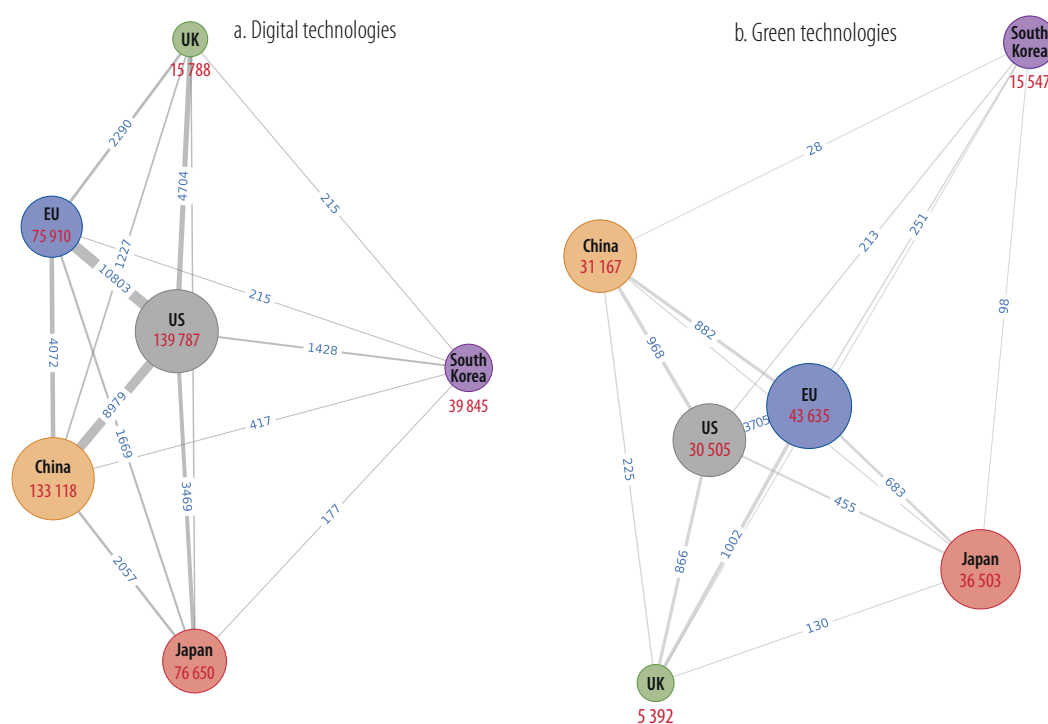 a. Digital technologies
UK
15 788
2290
4704
215
EU
75 910
1227
10803
215
US
139 787
4072
1428
South
Korea
39 845
8979
417
1669
China
133 118
3469
177
2057
Japan
76 650
b. Green technologies
South
Korea
15 547
28
213
251
China
31 167
98
882
968
EU
43 635
3705
US
30 505
225
683
455
1002
866
Japan
36 503
130
UK
5 392